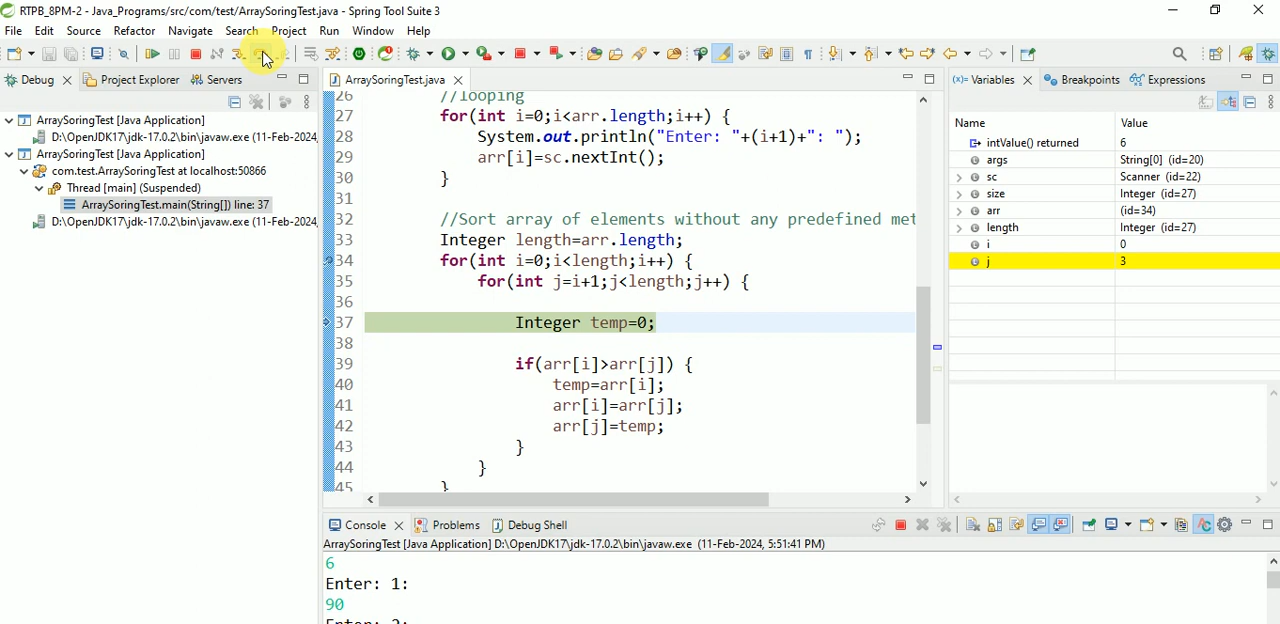 RTPB_8PM-2 - Java_Programs/src/com/test/ArraySoringTest.java - Spring Tool Suite 3
File Edit Source Refactor Navigate Search Project Run Window Help
Debug Project Explorer Servers
ArraySoringTest [Java Application]
D:\OpenJDK17\jdk-17.0.2\bin\javaw.exe (11-Feb-2024,
ArraySoringTest [Java Application]
com.test.ArraySoringTest at localhost:50866
Thread [main] (Suspended)
ArraySoringTest.main(String[]) line: 37
D:\OpenJDK17\jdk-17.0.2\bin\javaw.exe (11-Feb-2024,
ArraySoringTest.java
26 //looping
27 for(int i=0;i<arr.length;i++) {
28 System.out.println("Enter: "+(i+1)+": ");
29 arr[i]=sc.nextInt();
30 }
31
32 //Sort array of elements without any predefined met
33 Integer length=arr.length;
34 for(int i=0;i<length;i++) {
35 for(int j=i+1;j<length;j++) {
36
37 Integer temp=0;
38
39 if(arr[i]>arr[j]) {
40 temp=arr[i];
41 arr[i]=arr[j];
42 arr[j]=temp;
43 }
44 }
45 }
(x)= Variables Breakpoints Expressions
Name Value
intValue() returned 6
args String[0] (id=20)
sc Scanner (id=22)
size Integer (id=27)
arr (id=34)
length Integer (id=27)
i 0
j 3
Console Problems Debug Shell
ArraySoringTest [Java Application] D:\OpenJDK17\jdk-17.0.2\bin\javaw.exe (11-Feb-2024, 5:51:41 PM)
6
Enter: 1:
90
Enter: 2: